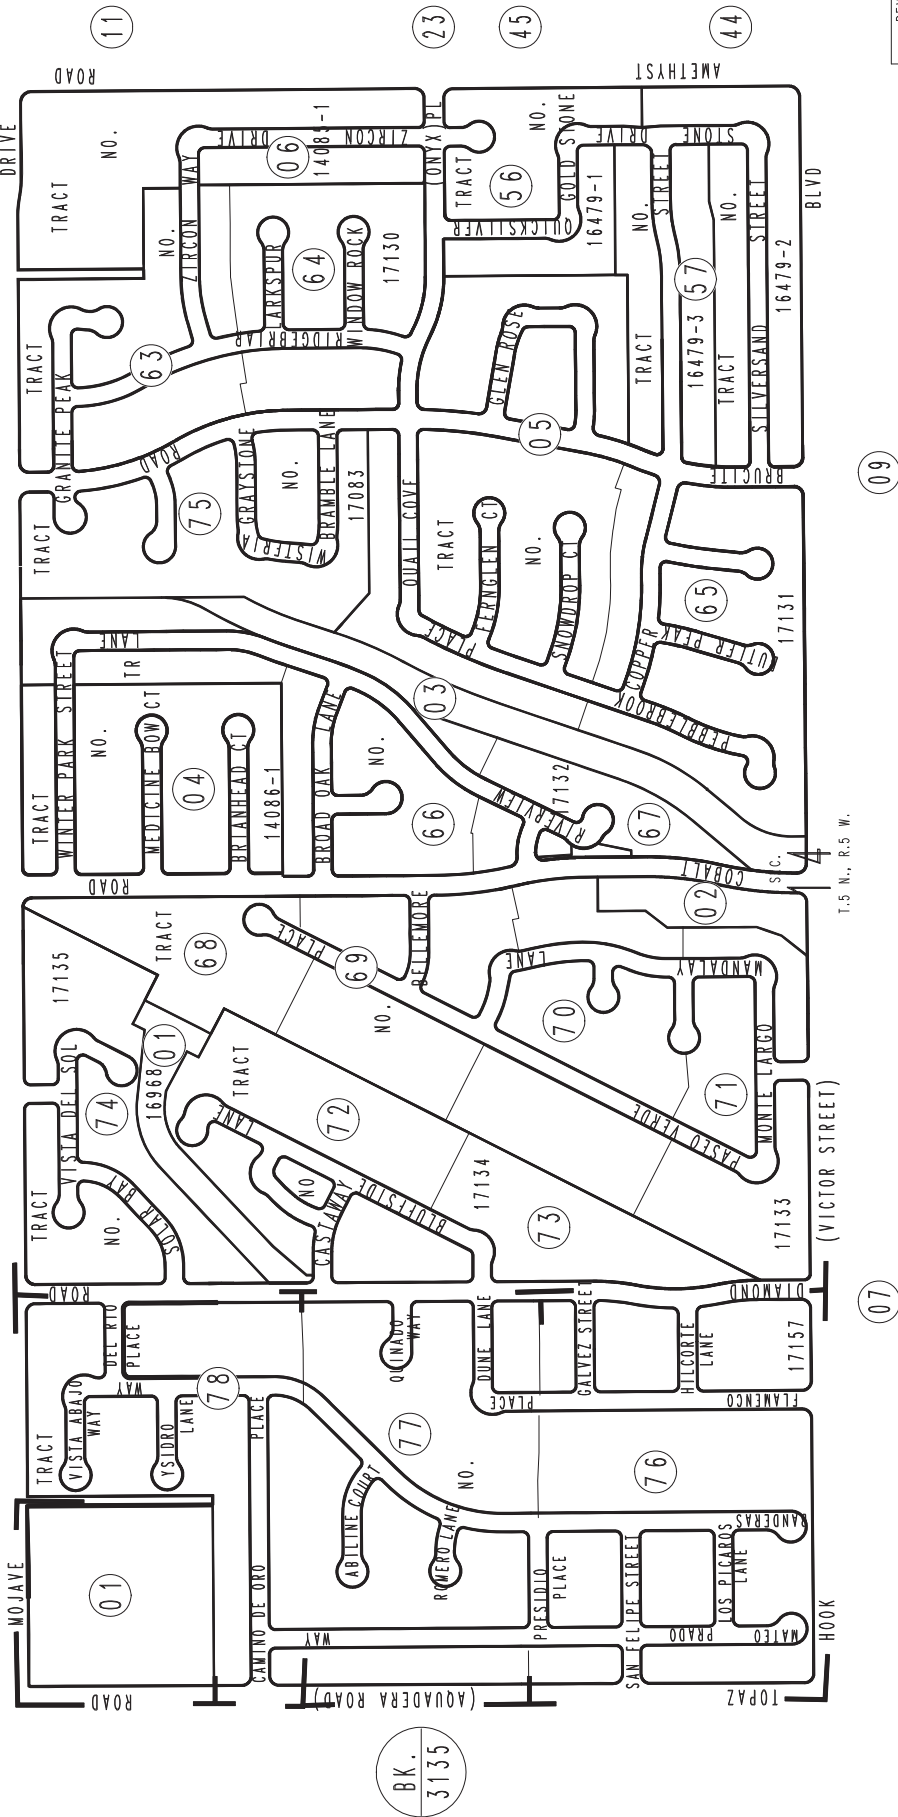 11
23
45
44
DRIVE
ROAD
AMETHYST
BLVD
TRACT
NO.
ZIRCON WAY
ZIRCON DRIVE
06
14085-1
ONYX PL
TRACT
NO.
56
GOLD STONE
STONE DRIVE
QUICKSILVER
16479-1
NO.
STREET
57
NO.
SILVERSAND STREET
16479-2
16479-3
TRACT
TRACT
NO.
LARKSPUR
64
WINDOW ROCK
17130
RIDGEBRIAR
TRACT
GRANITE PEAK
63
ROAD
GLEN ROSE
05
BRUCITE
09
TRACT
75
GRAYSTONE
WISTERIA
NO.
BRAMBLE LANE
17083
QUAIL COVE
PLACE
TRACT
FERNGLEN CT
NO.
SNOWDROP CT
COPPER
65
UTLER PEAK
17131
PEBBLEBROOK
LANE
TR
03
TRACT
WINTER PARK STREET
NO.
MEDICINE BOW CT
04
BRIANHEAD CT
14086-1
BROAD OAK LANE
NO.
66
RIVERVIEW
17132
67
COBALT
ROAD
SEC.
4
T.5 N., R.5 W.
02
17135
TRACT
68
PLACE
69
BELLEMORE
LANE
MANDALAY
70
71
MONTE LARGO
NO.
PASEO VERDE
VISTA DEL SOL
74
16968
01
TRACT
LANE
72
TRACT
NO.
SOLAR BAY
NO
CASTAWAY
BLUFFSIDE
17134
73
17133
(VICTOR STREET)
ROAD
DIAMOND
07
DEL RIO PLACE
QUINADO WAY
DUNE LANE
GALVEZ STREET
HILCORTE LANE
17157
TRACT
VISTA ABAJO WAY
WAY
YSIDRO LANE
78
PLACE
77
PLACE
FLAMENCO
ABILINE COURT
NO.
76
ROMERO LANE
BANDERAS
MOJAVE
01
CAMINO DE ORO
WAY
PRESIDIO PLACE
SAN FELIPE STREET
LOS PICAROS LANE
PRADO
MATEO
HOOK
ROAD
(AQUADERA ROAD)
TOPAZ
BK.
3135